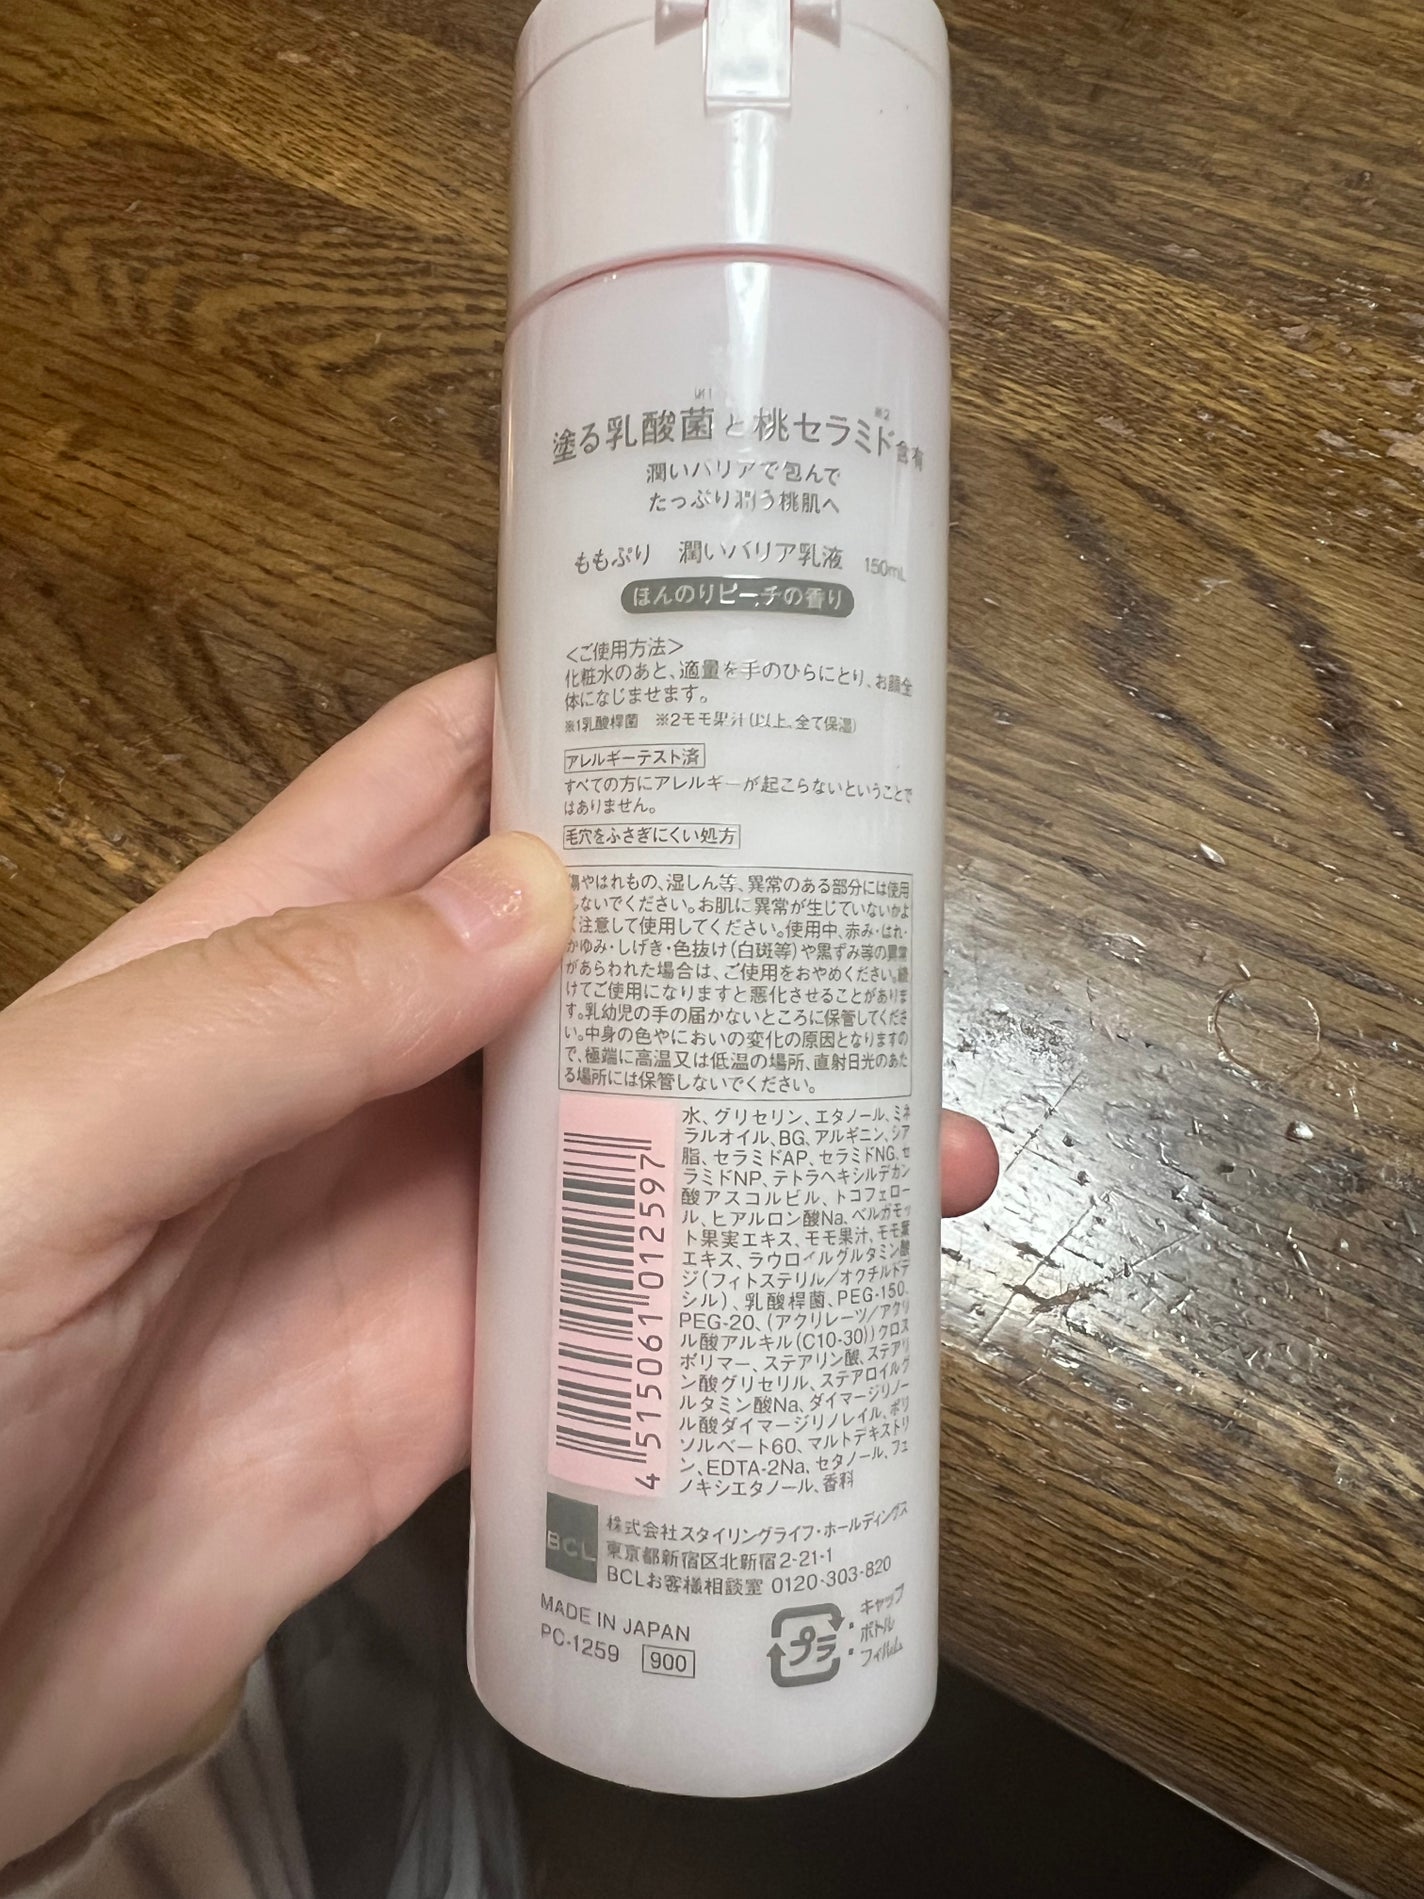 塗る乳酸菌と桃セラミド※2含有
潤いバリアで包んで
たっぷり潤う桃肌へ
ももぷり 潤いバリア乳液 150mL
ほんのりピーチの香り
<ご使用方法>
化粧水のあと、適量を手のひらにとり、お顔全
体になじませます。
※1乳酸桿菌 ※2モモ果汁(以上、全て保湿)
アレルギーテスト済
すべての方にアレルギーが起こらないということで
はありません。
毛穴をふさぎにくい処方
傷やはれもの、湿しん等、異常のある部分には使用
しないでください。お肌に異常が生じていないかよ
く注意して使用してください。使用中、赤み・はれ・
かゆみ・しげき・色抜け(白斑等)や黒ずみ等の異常
があらわれた場合は、ご使用をおやめください。続
けてご使用になりますと悪化させることがありま
す。乳幼児の手の届かないところに保管してくださ
い。中身の色やにおいの変化の原因となりますの
で、極端に高温又は低温の場所、直射日光のあた
る場所には保管しないでください。
水、グリセリン、エタノール、ミネ
ラルオイル、BG、アルギニン、シア
脂、セラミドAP、セラミドNG、セ
ラミドNP、テトラヘキシルデカン
酸アスコルビル、トコフェロー
ル、ヒアルロン酸Na、ベルガモッ
ト果実エキス、モモ果汁、モモ葉
エキス、ラウロイルグルタミン酸
ジ(フィトステリル/オクチルドデ
シル)、乳酸桿菌、PEG-150、
PEG-20、(アクリレーツ/アクリ
ル酸アルキル(C10-30))クロス
ポリマー、ステアリン酸、ステアリ
ン酸グリセリル、ステアロイルグ
ルタミン酸Na、ダイマージリノー
ル酸ダイマージリノレイル、ポリ
ソルベート60、マルトデキストリ
ン、EDTA-2Na、セタノール、フェ
ノキシエタノール、香料
4515061012597
BCL
株式会社スタイリングライフ・ホールディングス
東京都新宿区北新宿2-21-1
BCLお客様相談室 0120-303-820
MADE IN JAPAN
PC-1259 900
プラ
キャップ
ボトル
フィルム